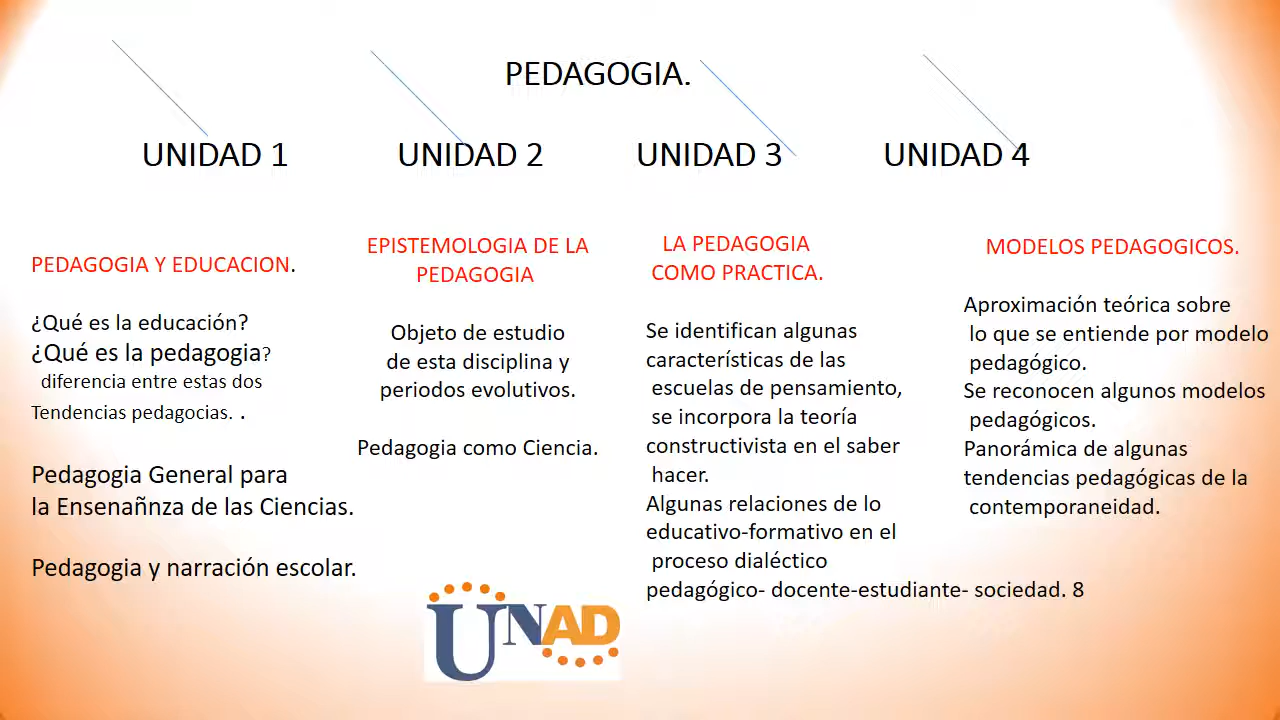 PEDAGOGIA.
UNIDAD 1
UNIDAD 2
UNIDAD 3
UNIDAD 4
PEDAGOGIA Y EDUCACION.
¿Qué es la educación?
¿Qué es la pedagogia?
diferencia entre estas dos
Tendencias pedagocias. .
Pedagogia General para
la Ensenañnza de las Ciencias.
Pedagogia y narración escolar.
EPISTEMOLOGIA DE LA
PEDAGOGIA
Objeto de estudio
de esta disciplina y
periodos evolutivos.
Pedagogia como Ciencia.
LA PEDAGOGIA
COMO PRACTICA.
Se identifican algunas
características de las
escuelas de pensamiento,
se incorpora la teoría
constructivista en el saber
hacer.
Algunas relaciones de lo
educativo-formativo en el
proceso dialéctico
pedagógico- docente-estudiante- sociedad. 8
MODELOS PEDAGOGICOS.
Aproximación teórica sobre
lo que se entiende por modelo
pedagógico.
Se reconocen algunos modelos
pedagógicos.
Panorámica de algunas
tendencias pedagógicas de la
contemporaneidad.
UNAD